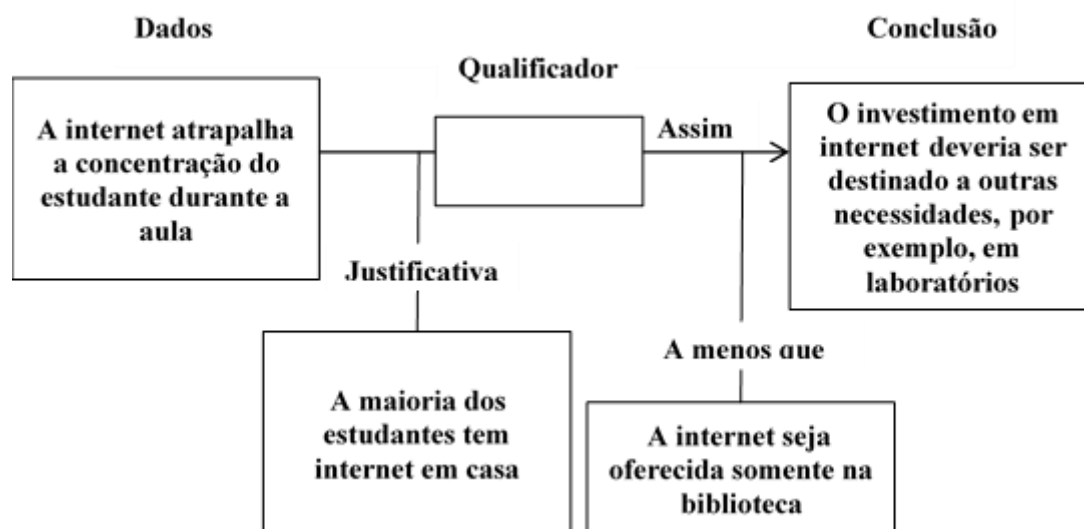 Dados
Conclusão
Qualificador
A internet atrapalha
a concentração do
estudante durante a
aula
Assim
O investimento em
internet deveria ser
destinado a outras
necessidades, por
exemplo, em
laboratórios
Justificativa
A maioria dos
estudantes tem
internet em casa
A menos que
A internet seja
oferecida somente na
biblioteca